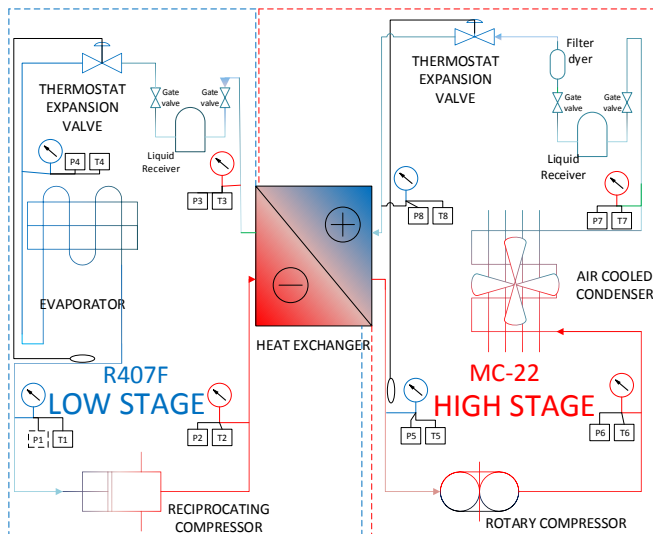 THERMOSTAT
EXPANSION
VALVE
Gate
valve
Gate
valve
Liquid
Receiver
P4
T4
P3
T3
EVAPORATOR
R407F
LOW STAGE
P1
T1
P2
T2
RECIPROCATING
COMPRESSOR
HEAT EXCHANGER
THERMOSTAT
EXPANSION
VALVE
Filter
dyer
Gate
valve
Gate
valve
Liquid
Receiver
P8
T8
P7
T7
AIR COOLED
CONDENSER
MC-22
HIGH STAGE
P5
T5
P6
T6
ROTARY COMPRESSOR